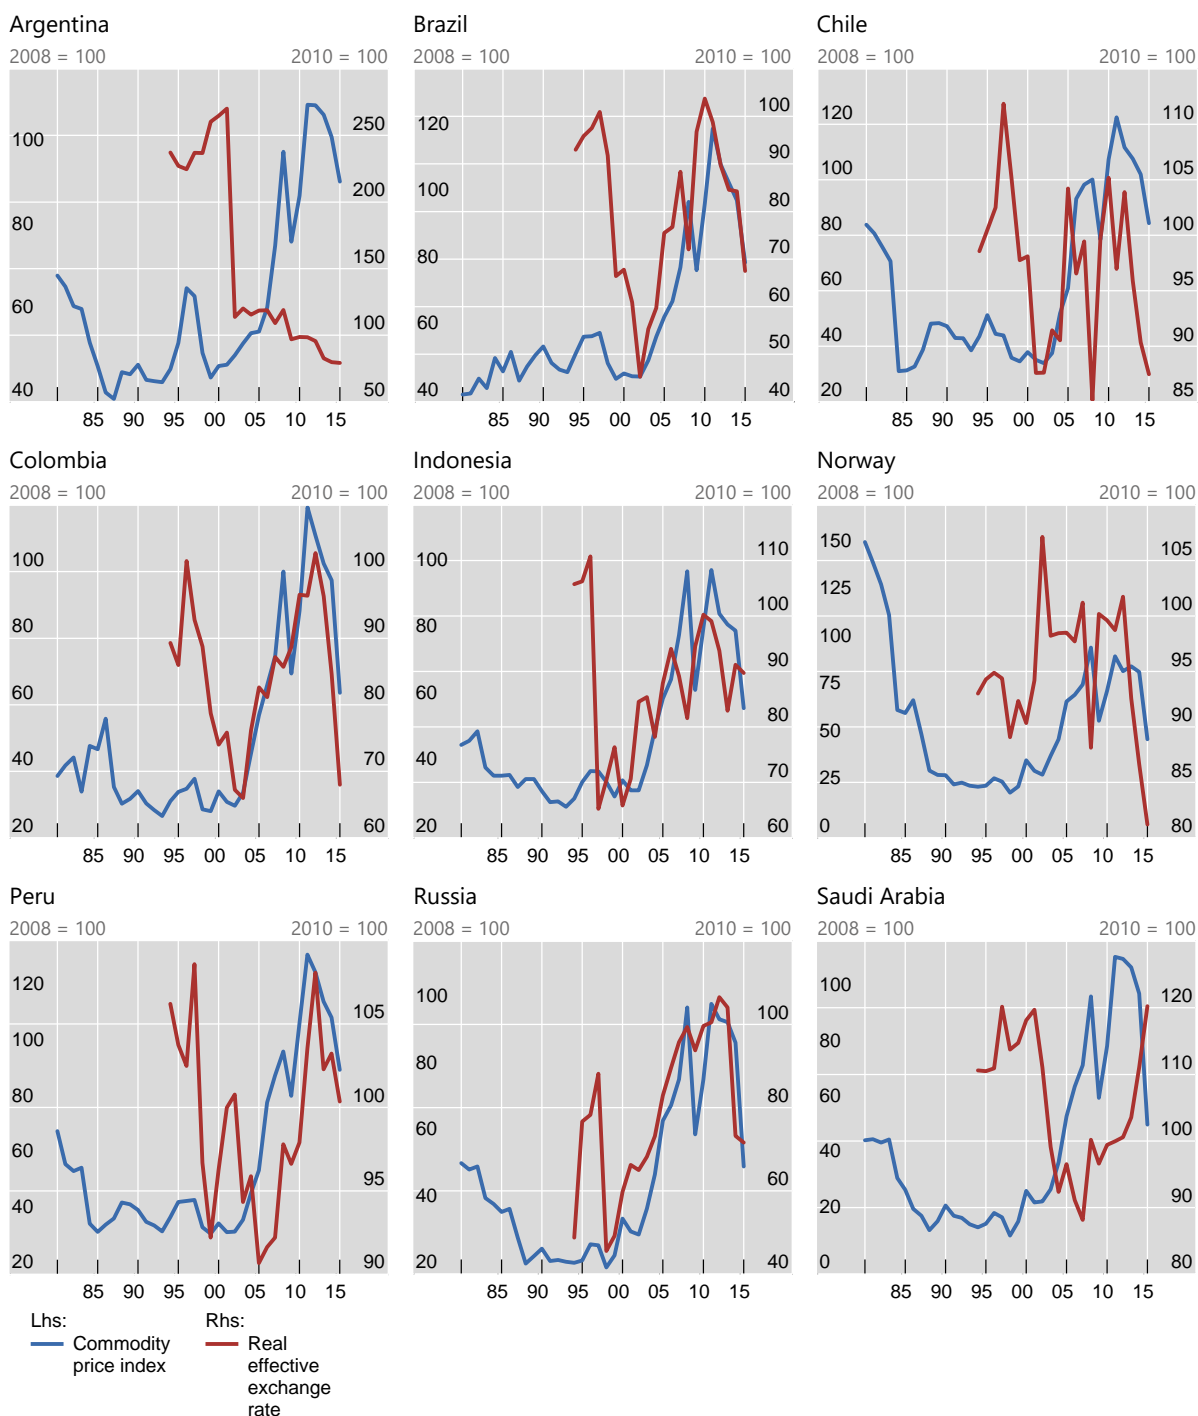 Argentina
2008 = 100 2010 = 100
100 250
200
80
150
60 100
40 50
85 90 95 00 05 10 15
Brazil
2008 = 100 2010 = 100
120 100
90
100 80
80 70
60
60 50
40 40
85 90 95 00 05 10 15
Chile
2008 = 100 2010 = 100
120 110
100 105
80 100
60 95
40 90
20 85
85 90 95 00 05 10 15
Colombia
2008 = 100 2010 = 100
100 100
90
80
60 80
40 70
20 60
85 90 95 00 05 10 15
Indonesia
2008 = 100 2010 = 100
100 110
100
80
90
60 80
40 70
20 60
85 90 95 00 05 10 15
Norway
2008 = 100 2010 = 100
150 105
125 100
100
75 95
50 90
25 85
0 80
85 90 95 00 05 10 15
Peru
2008 = 100 2010 = 100
120
105
100
80 100
60
95
40
20 90
85 90 95 00 05 10 15
Russia
2008 = 100 2010 = 100
100 100
80 80
60
60
40
20 40
85 90 95 00 05 10 15
Saudi Arabia
2008 = 100 2010 = 100
100 120
80
110
60
100
40
20 90
0 80
85 90 95 00 05 10 15
Lhs:
Commodity
price index
Rhs:
Real
effective
exchange
rate